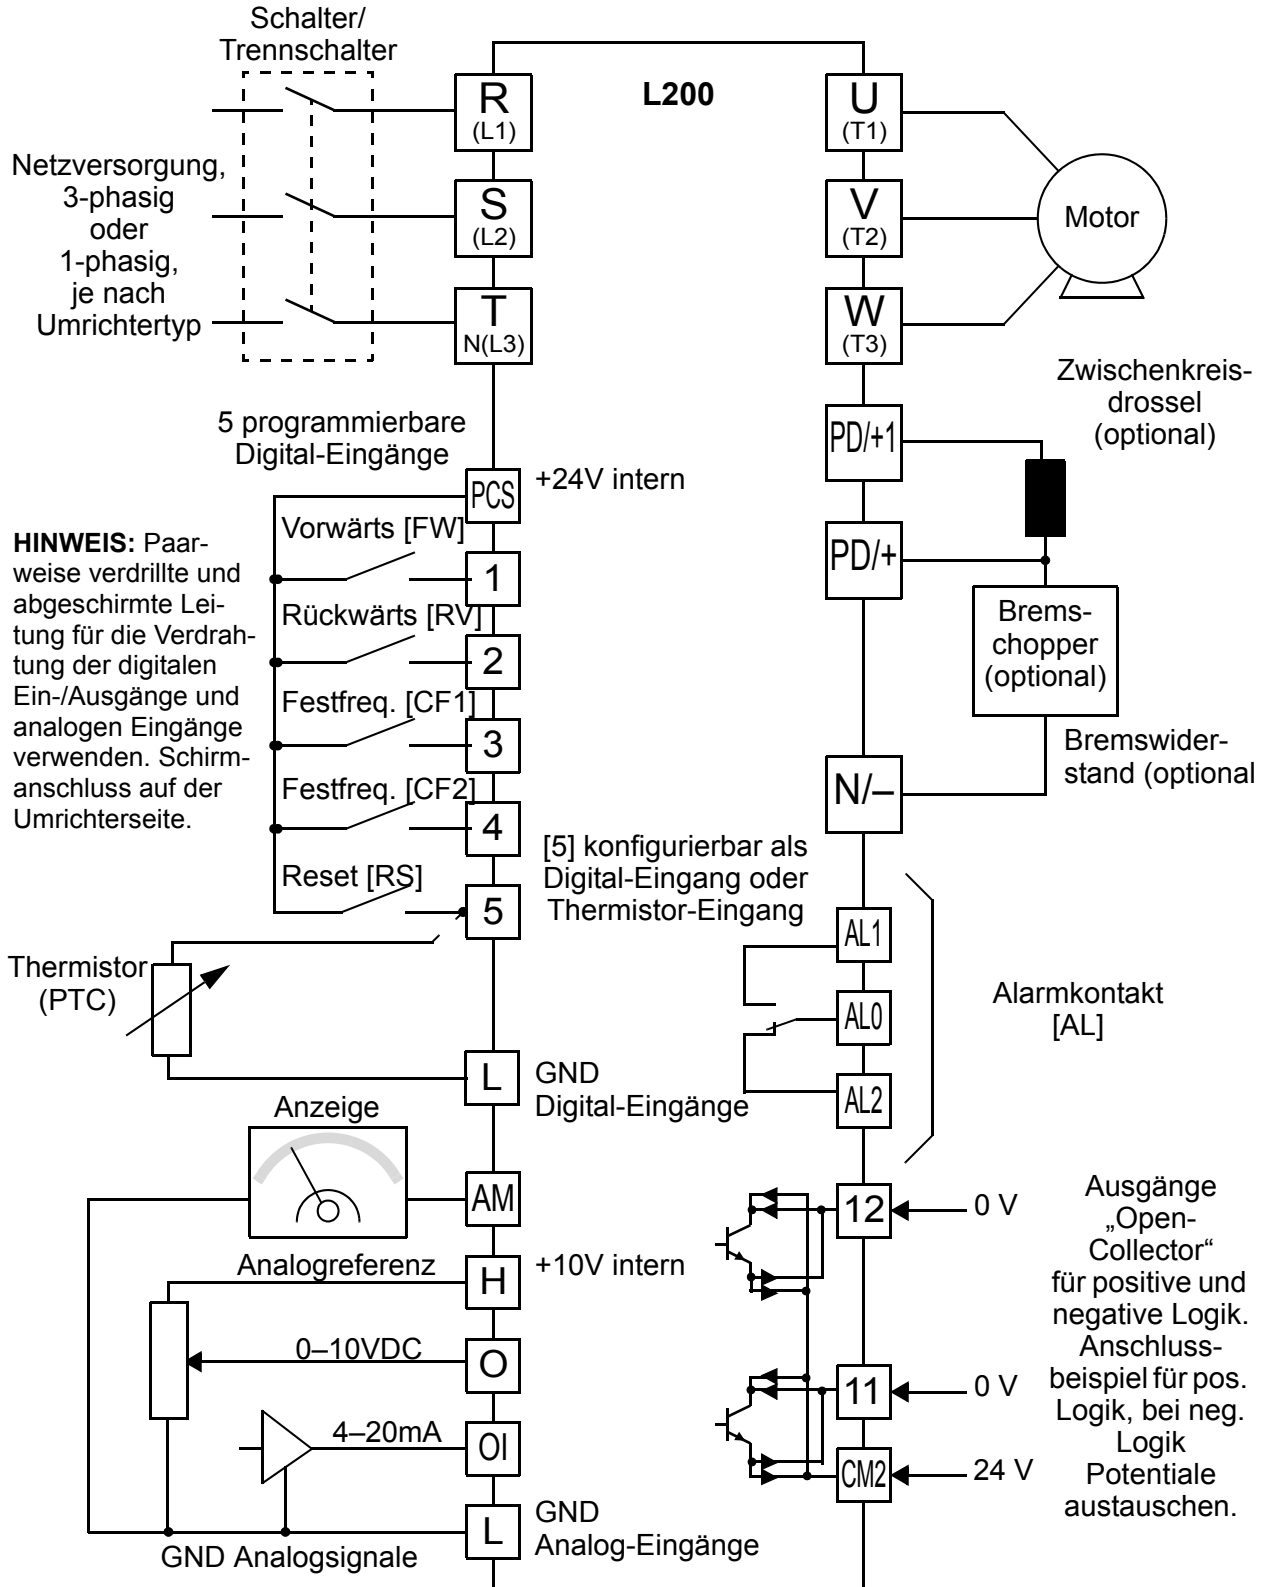 Schalter/
Trennschalter
L200
R
(L1)
U
(T1)
Netzversorgung,
3-phasig
oder
1-phasig,
je nach
Umrichtertyp
S
(L2)
V
(T2)
Motor
T
N(L3)
W
(T3)
Zwischenkreis-
drossel
(optional)
5 programmierbare
Digital-Eingänge
PD/+1
PCS
+24V intern
HINWEIS: Paar-
weise verdrillte und
abgeschirmte Lei-
tung für die Verdrah-
tung der digitalen
Ein-/Ausgänge und
analogen Eingänge
verwenden. Schirm-
anschluss auf der
Umrichterseite.
Vorwärts [FW]
1
PD/+
Rückwärts [RV]
2
Brems-
chopper
(optional)
Festfreq. [CF1]
3
Bremswider-
stand (optional
Festfreq. [CF2]
4
N/–
Reset [RS]
5
[5] konfigurierbar als
Digital-Eingang oder
Thermistor-Eingang
AL1
Thermistor
(PTC)
AL0
Alarmkontakt
[AL]
L
GND
Digital-Eingänge
AL2
Anzeige
AM
12
0 V
Ausgänge
„Open-
Collector“
für positive und
negative Logik.
Anschluss-
beispiel für pos.
Logik, bei neg.
Logik
Potentiale
austauschen.
Analogreferenz
H
+10V intern
0–10VDC
O
11
0 V
4–20mA
OI
CM2
24 V
L
GND
Analog-Eingänge
GND Analogsignale